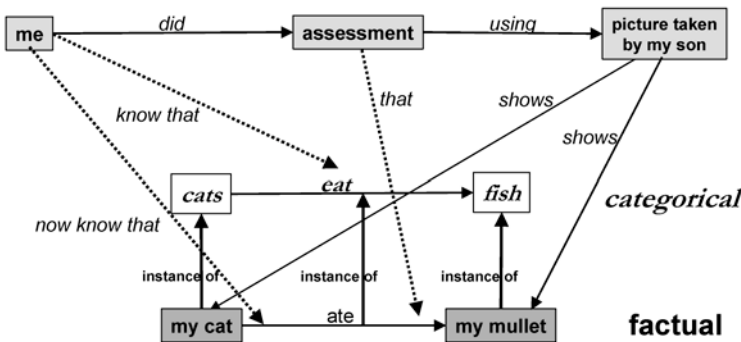 me
did
assessment
using
picture taken
by my son
know that
that
shows
shows
cats
eat
fish
categorical
now know that
instance of
instance of
instance of
my cat
ate
my mullet
factual